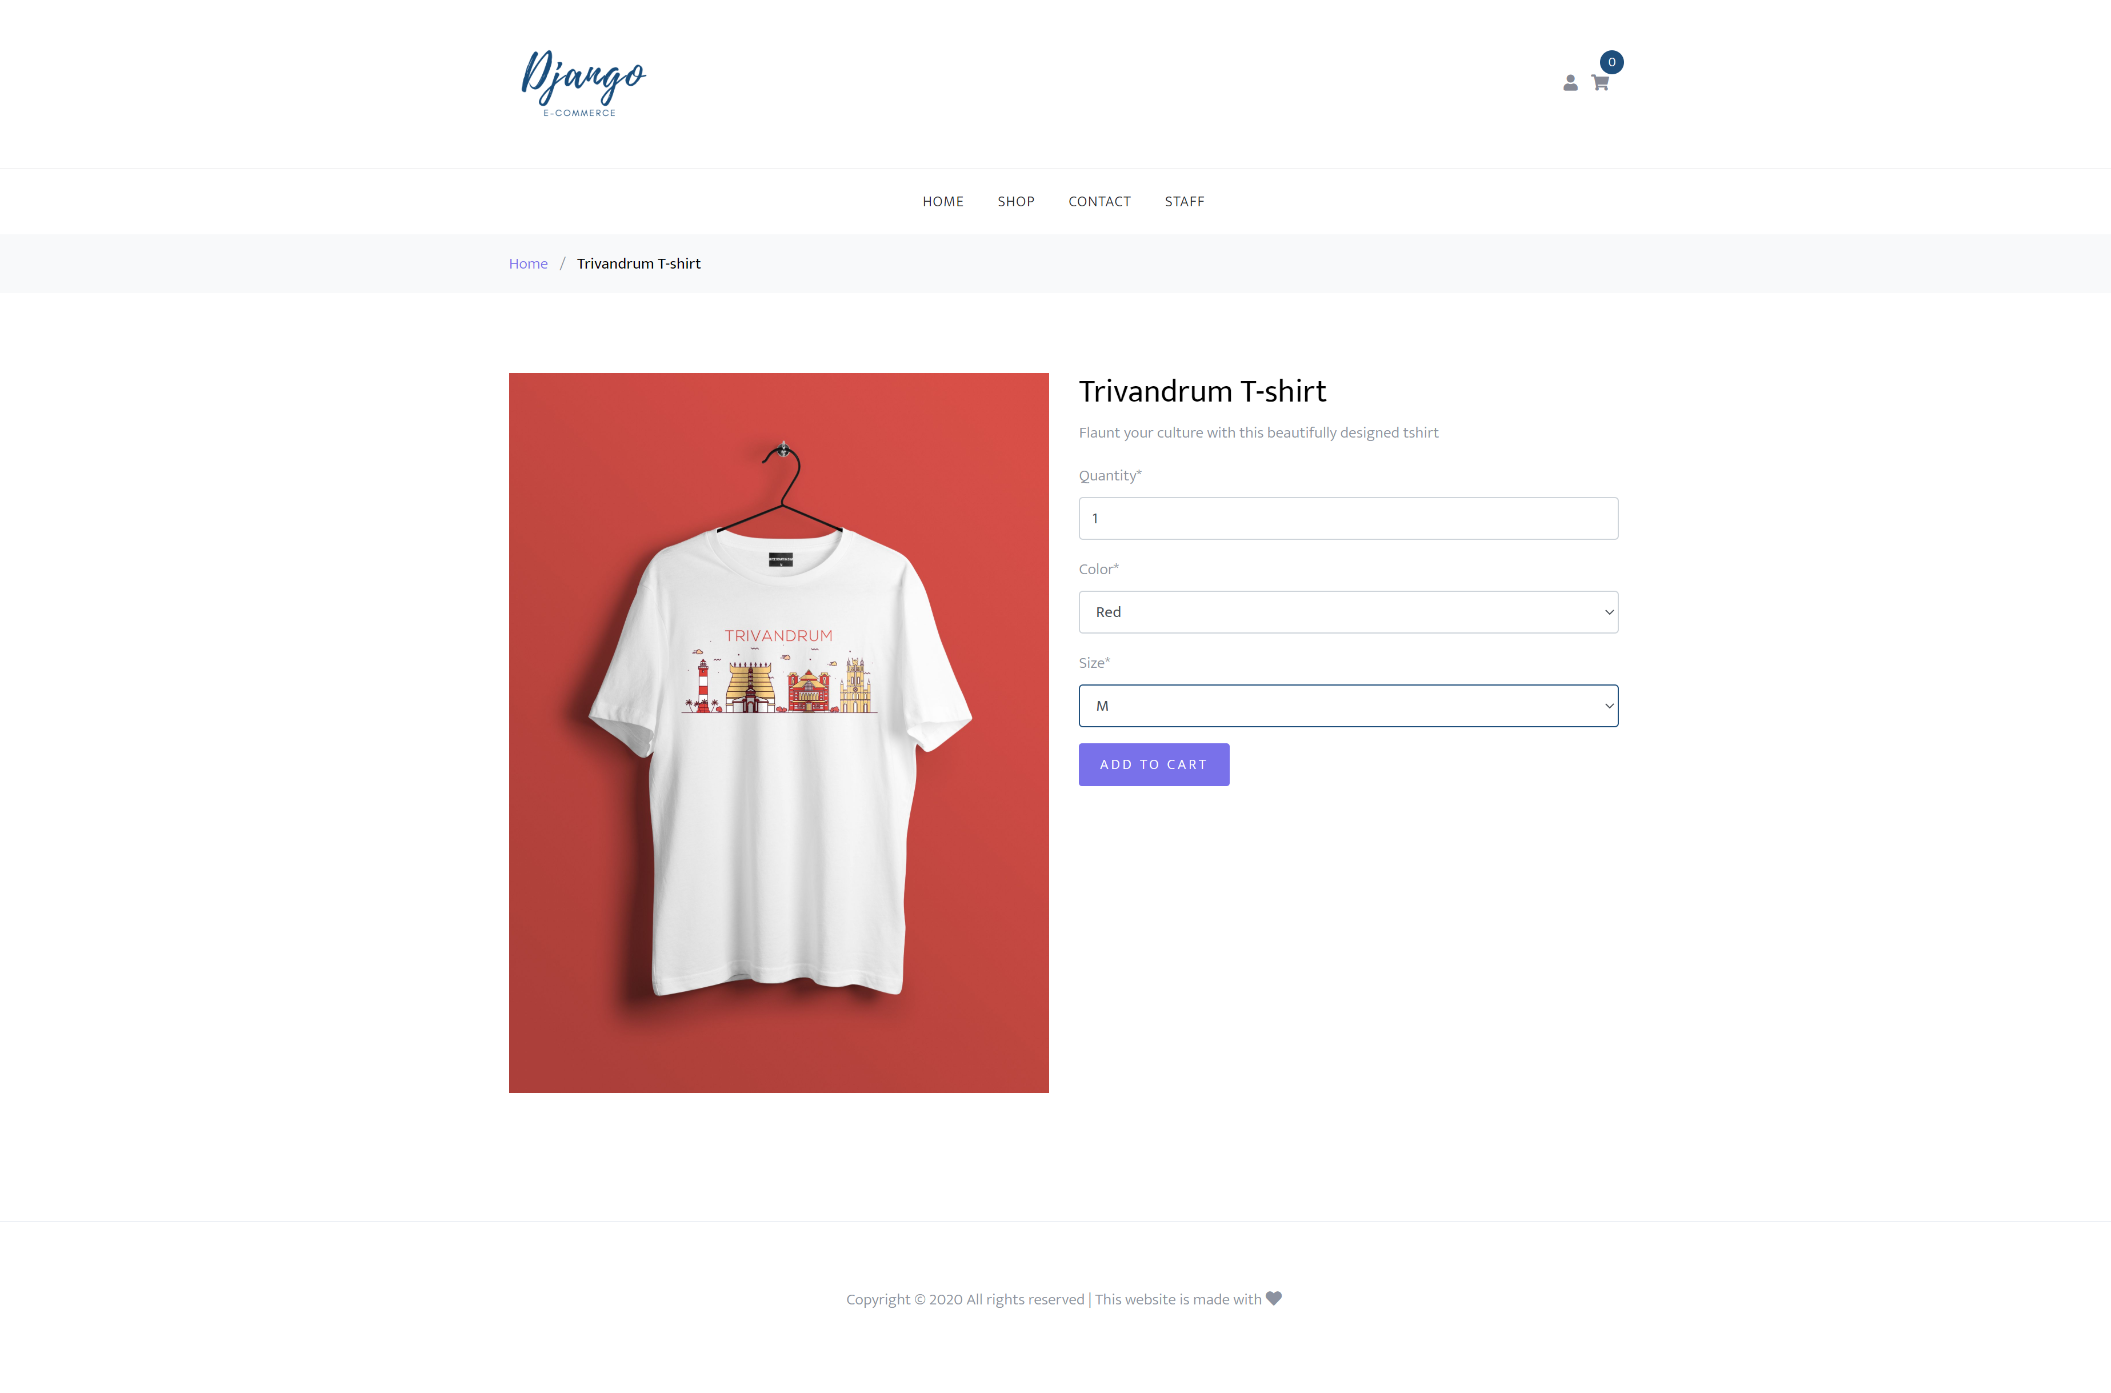 Django
E-COMMERCE
0
HOME SHOP CONTACT STAFF
Home / Trivandrum T-shirt
Trivandrum T-shirt
Flaunt your culture with this beautifully designed tshirt
Quantity*
1
Color*
Red
Size*
M
ADD TO CART
TRIVANDRUM
Copyright © 2020 All rights reserved | This website is made with